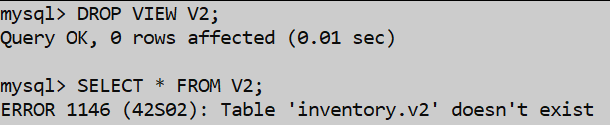 mysql> DROP VIEW V2;
Query OK, 0 rows affected (0.01 sec)
mysql> SELECT * FROM V2;
ERROR 1146 (42S02): Table 'inventory.v2' doesn't exist